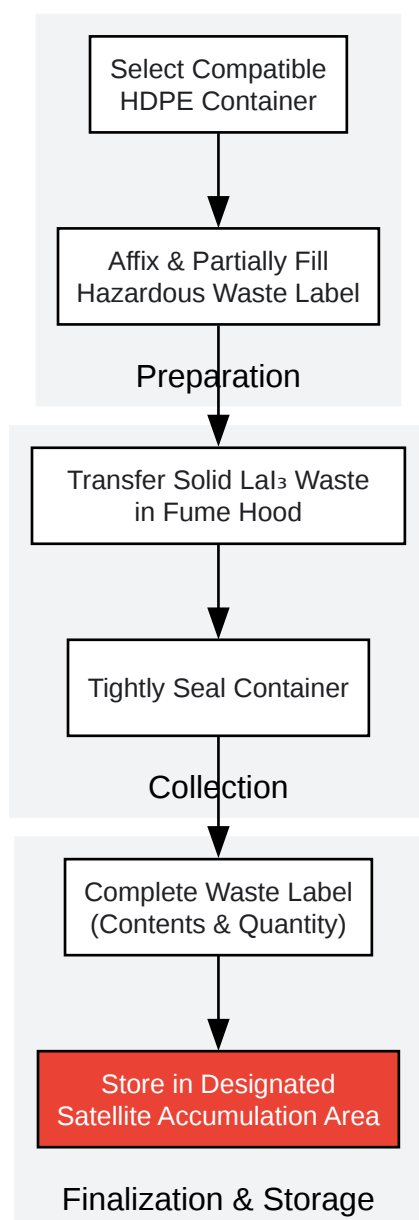 Select Compatible
HDPE Container
Affix & Partially Fill
Hazardous Waste Label
Preparation
Transfer Solid LaI₃ Waste
in Fume Hood
Tightly Seal Container
Collection
Complete Waste Label
(Contents & Quantity)
Store in Designated
Satellite Accumulation Area
Finalization & Storage